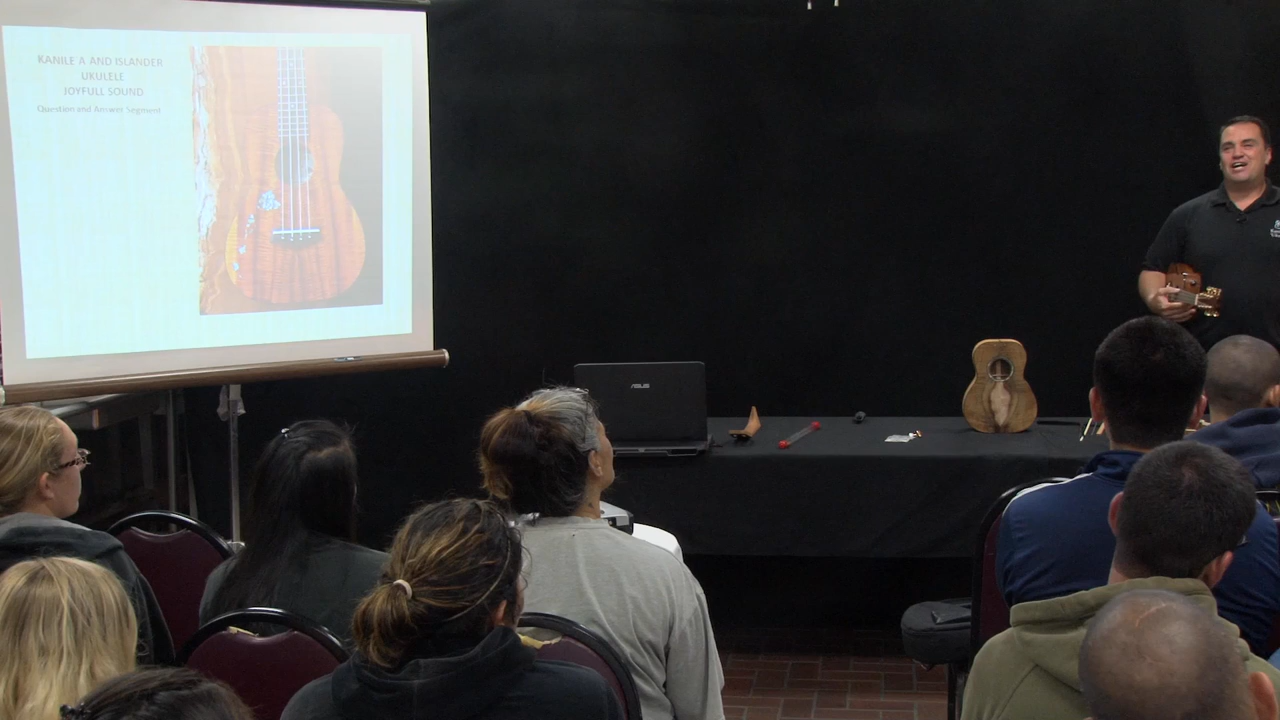 KANILE A AND ISLANDER
UKULELE
JOYFULL SOUND
Question and Answer Segment
ASUS